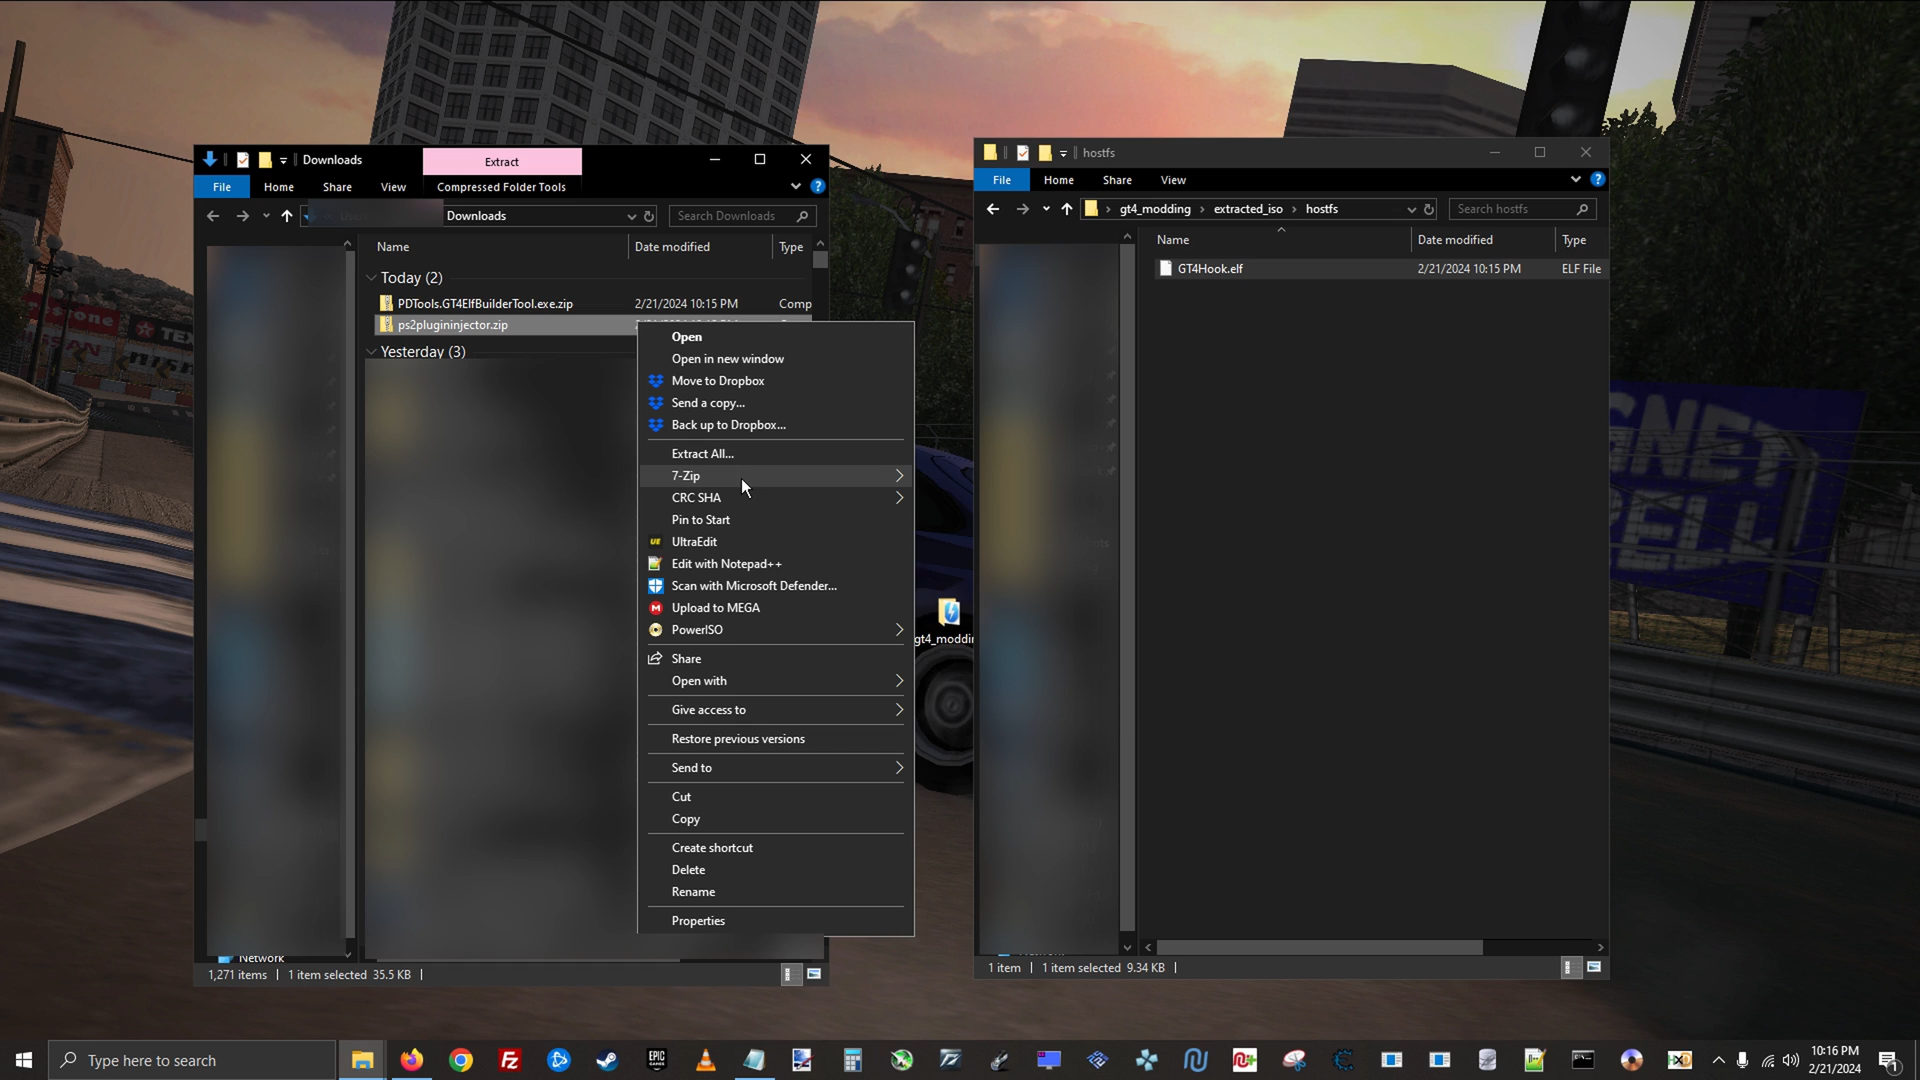 Downloads
Extract
File
Home
Share
View
Compressed Folder Tools
Downloads
Search Downloads
Name
Date modified
Type
Today (2)
PDTools.GT4ElfBuilderTool.exe.zip
2/21/2024 10:15 PM
Comp
ps2plugininjector.zip
Yesterday (3)
Open
Open in new window
Move to Dropbox
Send a copy...
Back up to Dropbox...
Extract All...
7-Zip
CRC SHA
Pin to Start
UltraEdit
UE
Edit with Notepad++
Scan with Microsoft Defender...
Upload to MEGA
PowerISO
Share
Open with
Give access to
Restore previous versions
Send to
Cut
Copy
Create shortcut
Delete
Rename
Properties
Network
1,271 items
1 item selected 35.5 KB
gt4_moddin
hostfs
File
Home
Share
View
gt4_modding
extracted_iso
hostfs
Search hostfs
Name
Date modified
Type
GT4Hook.elf
2/21/2024 10:15 PM
ELF File
1 item
1 item selected 9.34 KB
Type here to search
EPIC GAMES
10:16 PM
2/21/2024
1